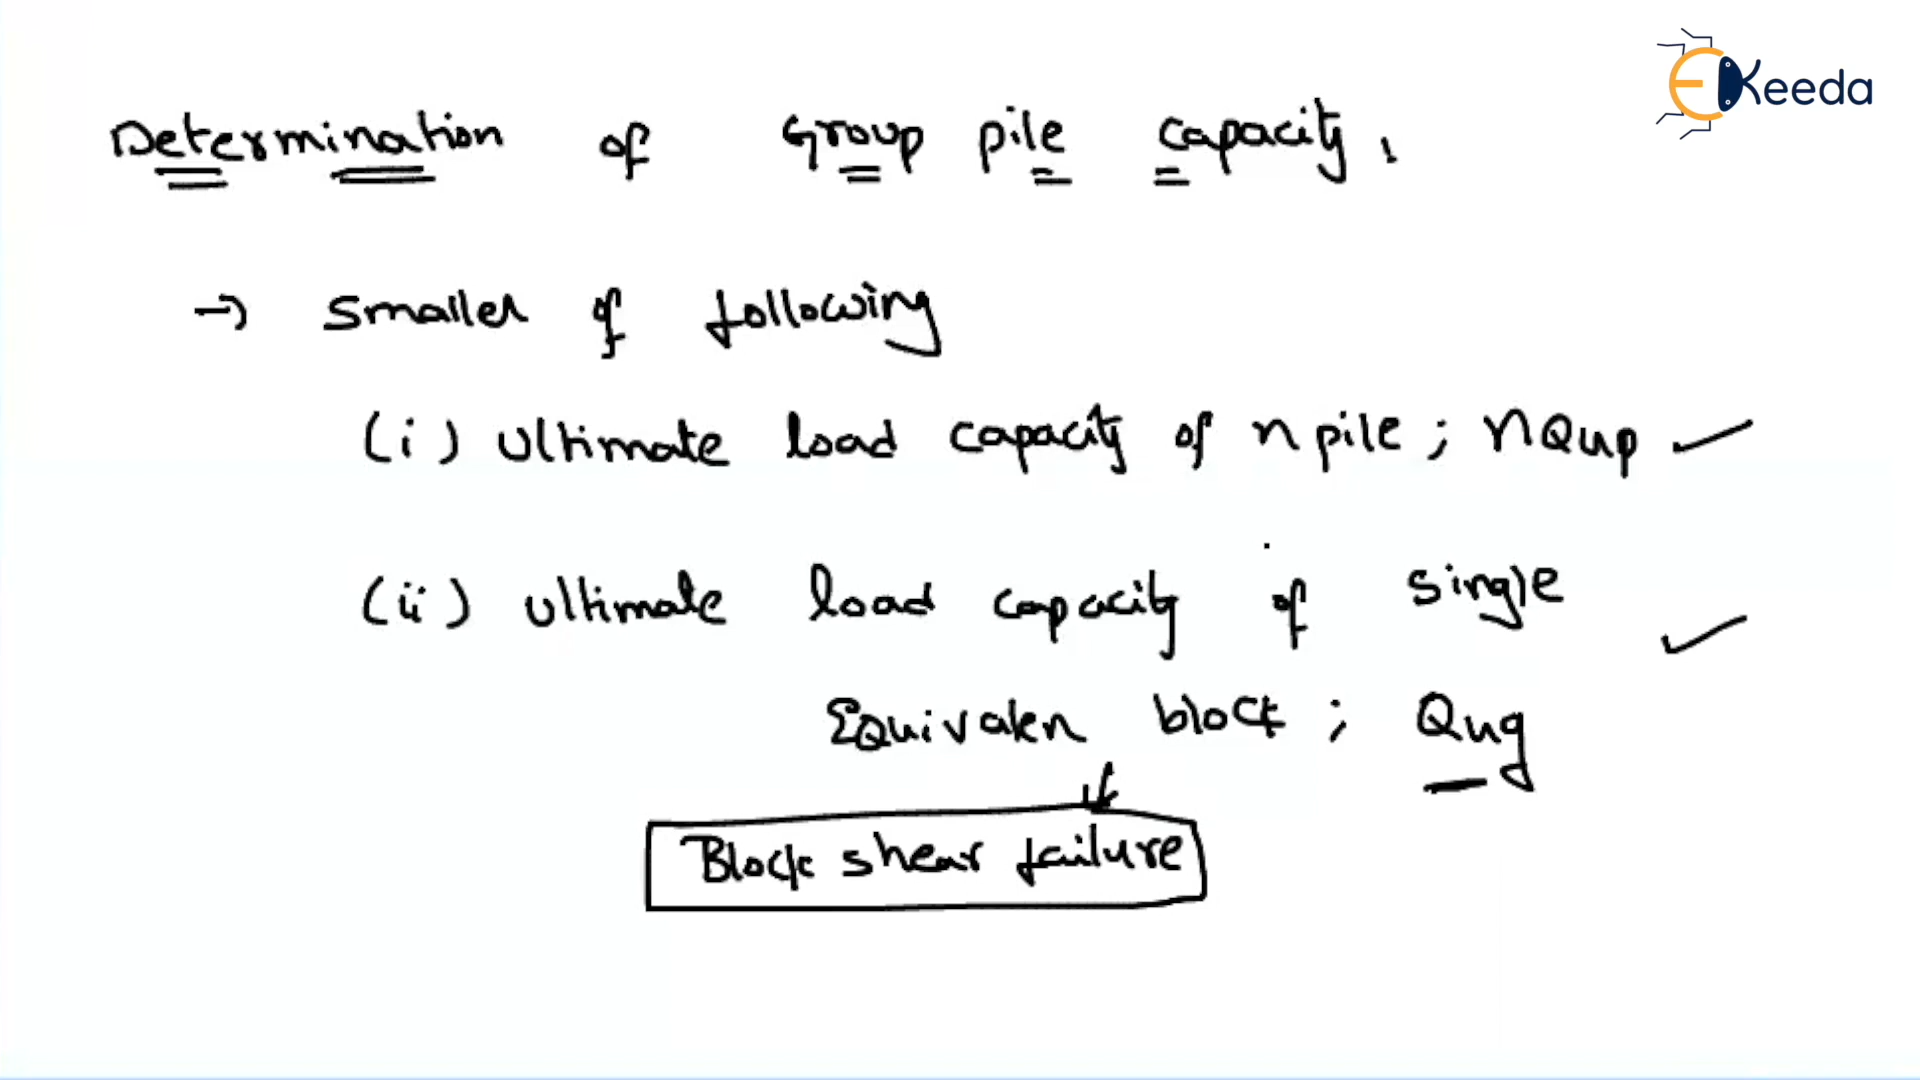 EKeeda
Determination of Group pile capacity,
→ smaller of following
(i) Ultimate load capacity of n pile ; nQup ✓
(ii) Ultimate load capacity of single ✓
Equivalen block ; Qug
Block shear failure